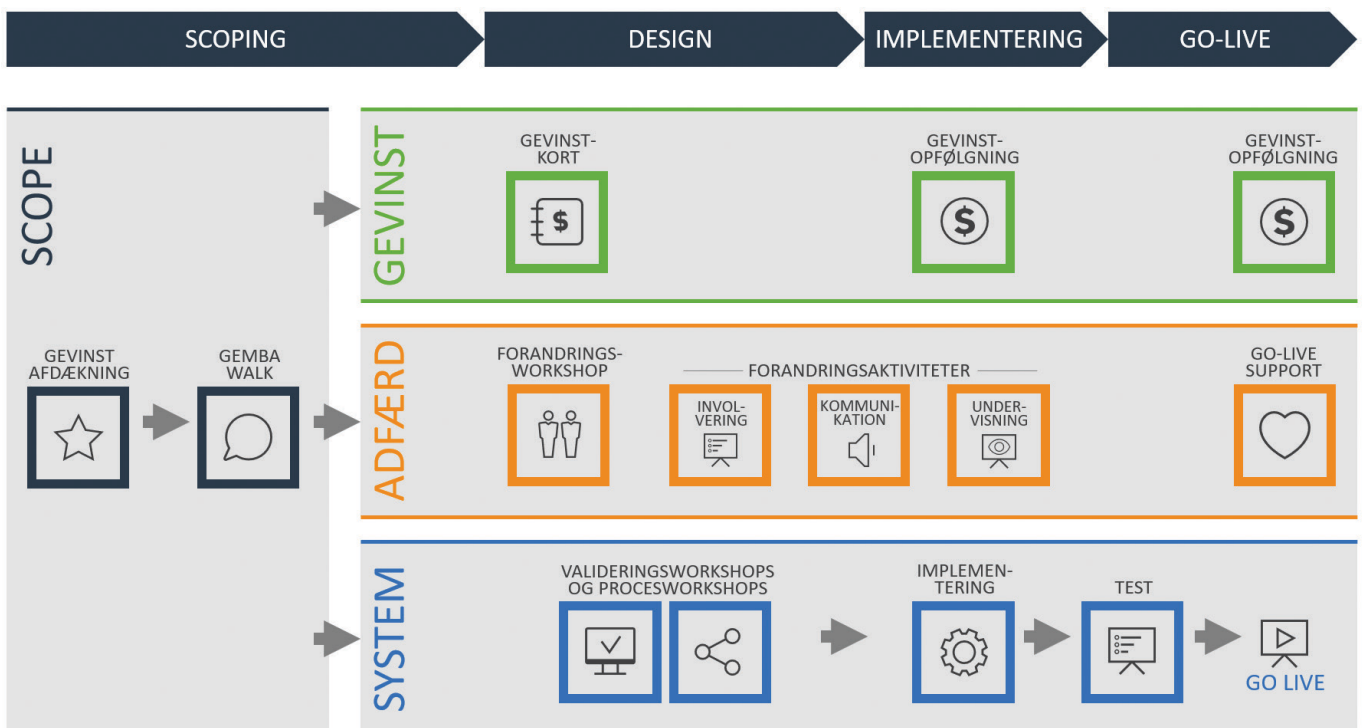 SCOPING
DESIGN
IMPLEMENTERING
GO-LIVE
SCOPE
GEVINST
AFDÆKNING
GEMBA
WALK
GEVINST
GEVINST-
KORT
$
GEVINST-
OPFØLGNING
$
GEVINST-
OPFØLGNING
$
ADFÆRD
FORANDRINGS-
WORKSHOP
FORANDRINGSAKTIVITETER
INVOL-
VERING
KOMMUNI-
KATION
UNDER-
VISNING
GO-LIVE
SUPPORT
SYSTEM
VALIDERINGSWORKSHOPS
OG PROCESWORKSHOPS
IMPLEMEN-
TERING
TEST
GO LIVE